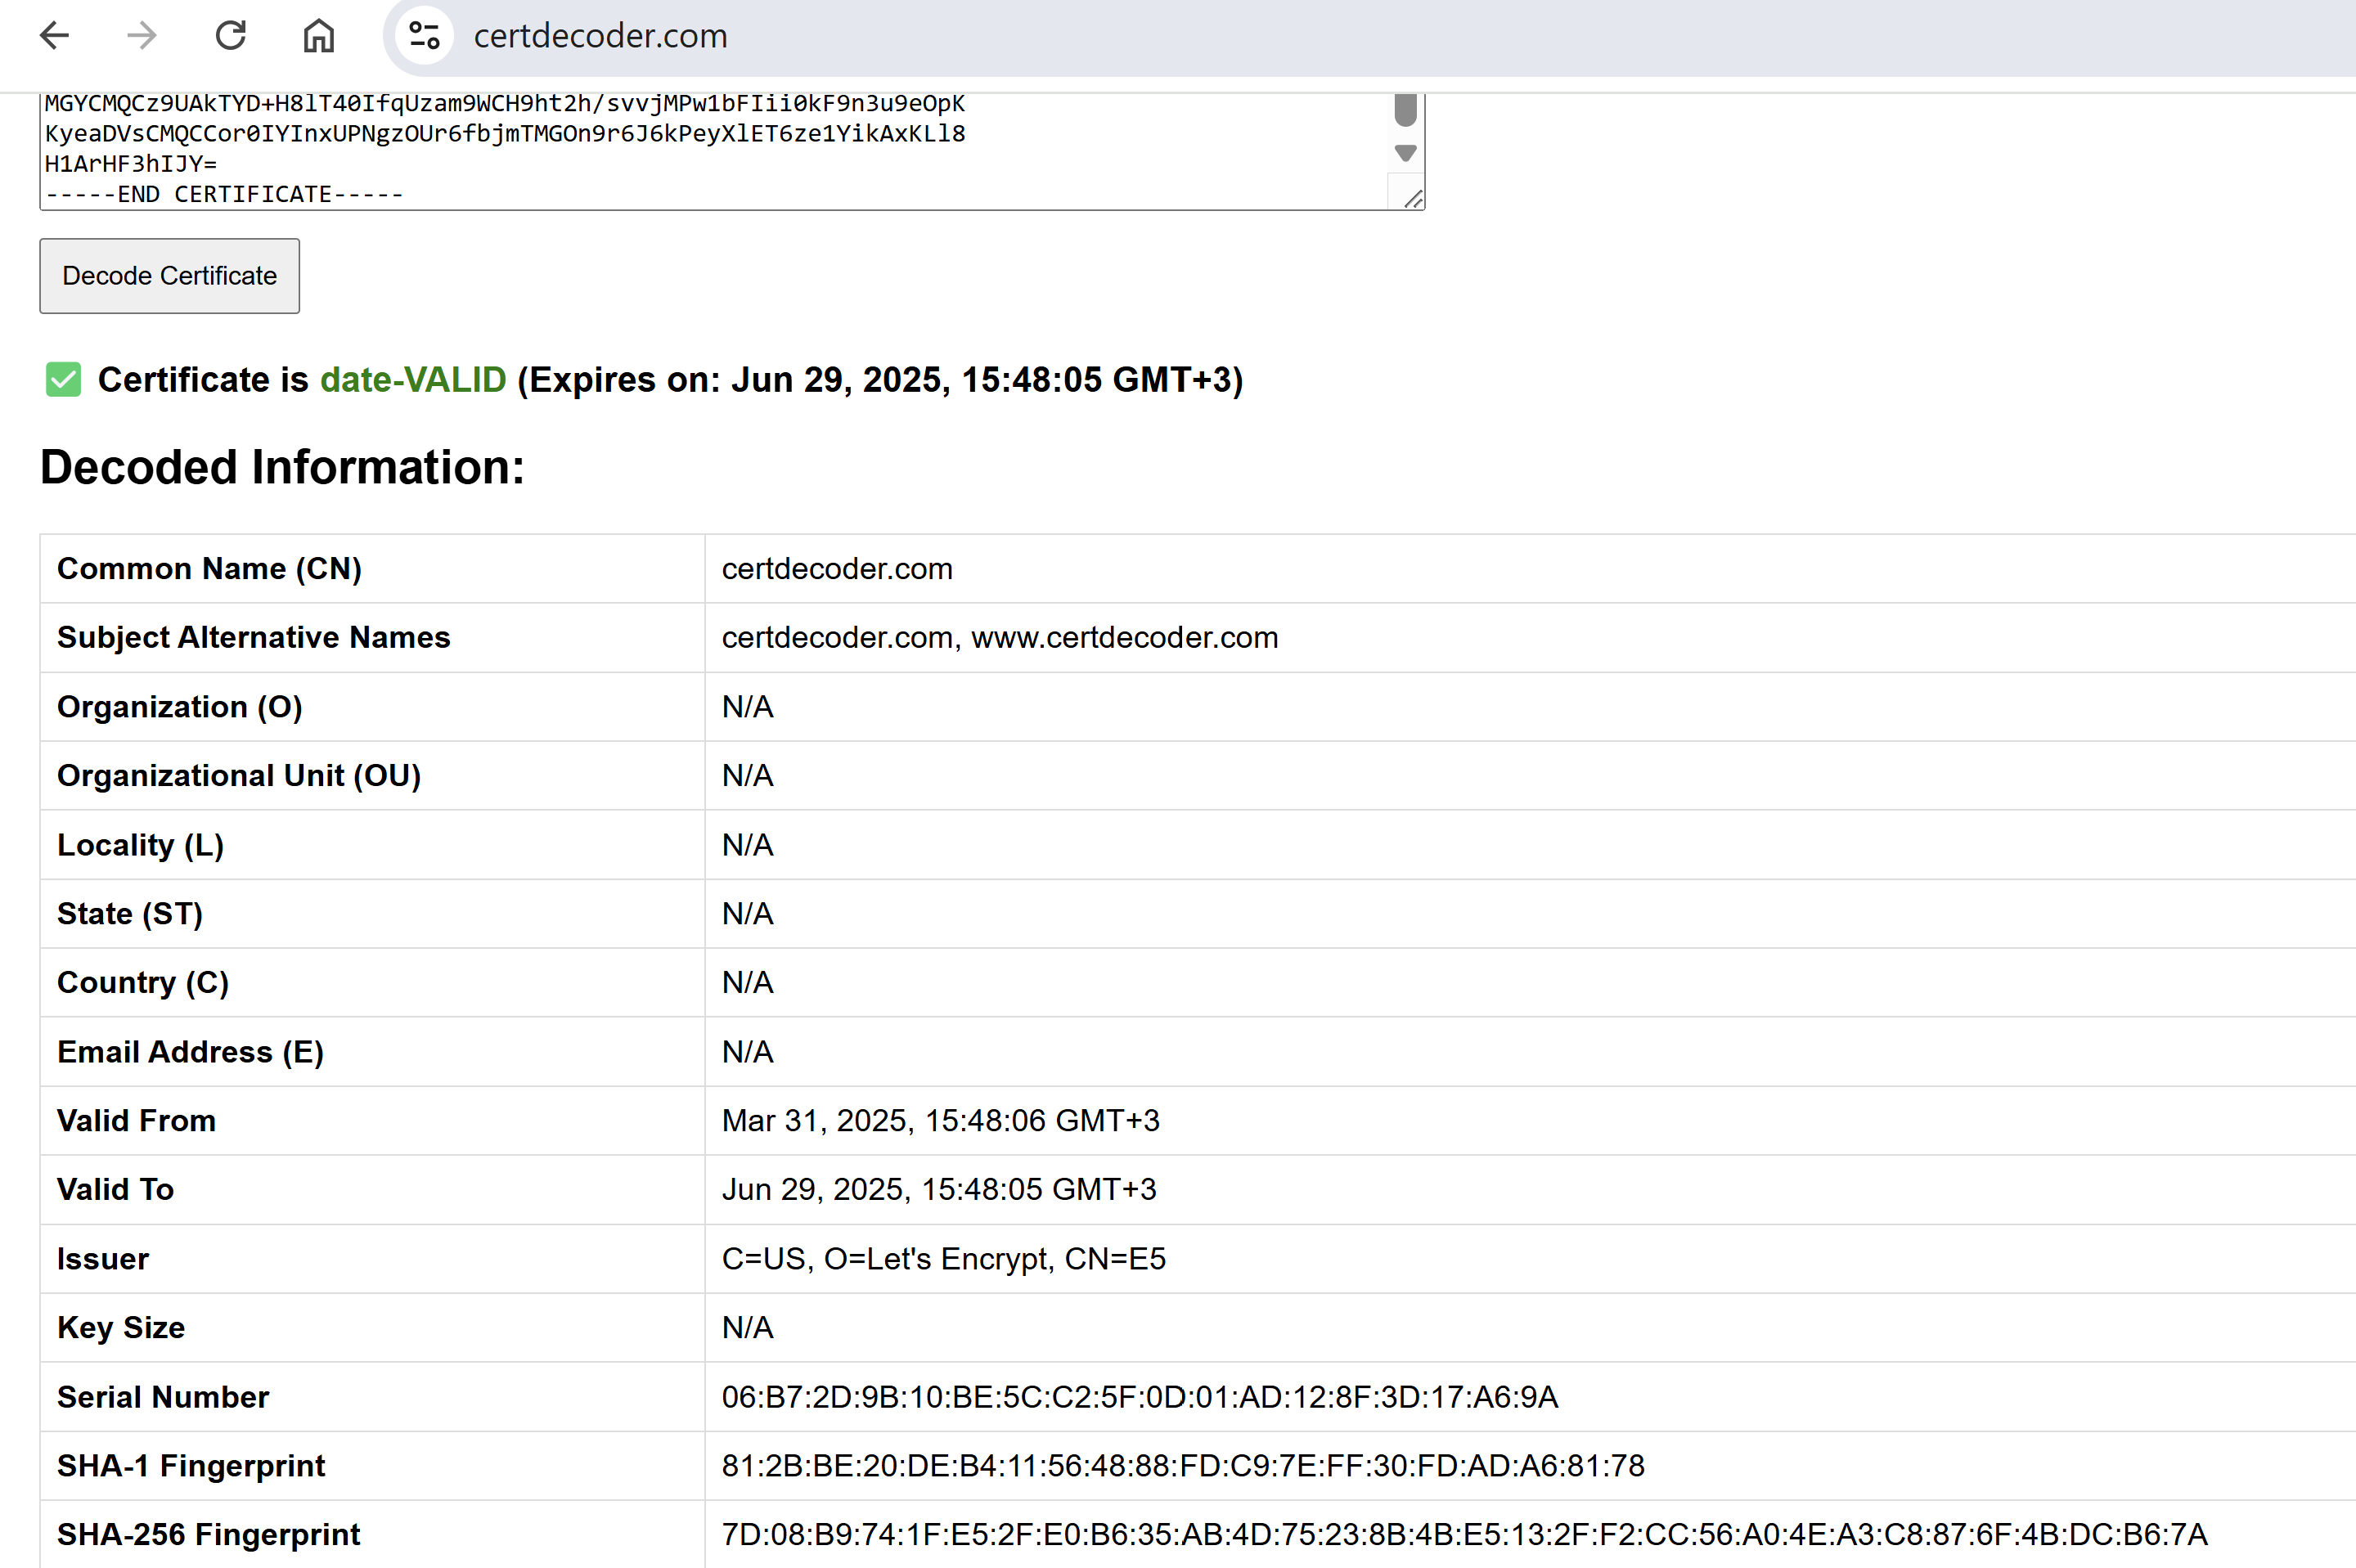 certdecoder.com
MGYCMQCz9UAkTYD+H8lT40IfqUzam9WCH9ht2h/svvjMPw1bFIii0kF9n3u9eOpK
KyeaDVsCMQCCor0IYInxUPNgzOUr6fbjmTMGOn9r6J6kPeyXlET6ze1YikAxKLl8
H1ArHF3hIJY=
-----END CERTIFICATE-----
Decode Certificate
Certificate is date-VALID (Expires on: Jun 29, 2025, 15:48:05 GMT+3)
Decoded Information:
Common Name (CN) certdecoder.com
Subject Alternative Names certdecoder.com, www.certdecoder.com
Organization (O) N/A
Organizational Unit (OU) N/A
Locality (L) N/A
State (ST) N/A
Country (C) N/A
Email Address (E) N/A
Valid From Mar 31, 2025, 15:48:06 GMT+3
Valid To Jun 29, 2025, 15:48:05 GMT+3
Issuer C=US, O=Let's Encrypt, CN=E5
Key Size N/A
Serial Number 06:B7:2D:9B:10:BE:5C:C2:5F:0D:01:AD:12:8F:3D:17:A6:9A
SHA-1 Fingerprint 81:2B:BE:20:DE:B4:11:56:48:88:FD:C9:7E:FF:30:FD:AD:A6:81:78
SHA-256 Fingerprint 7D:08:B9:74:1F:E5:2F:E0:B6:35:AB:4D:75:23:8B:4B:E5:13:2F:F2:CC:56:A0:4E:A3:C8:87:6F:4B:DC:B6:7A